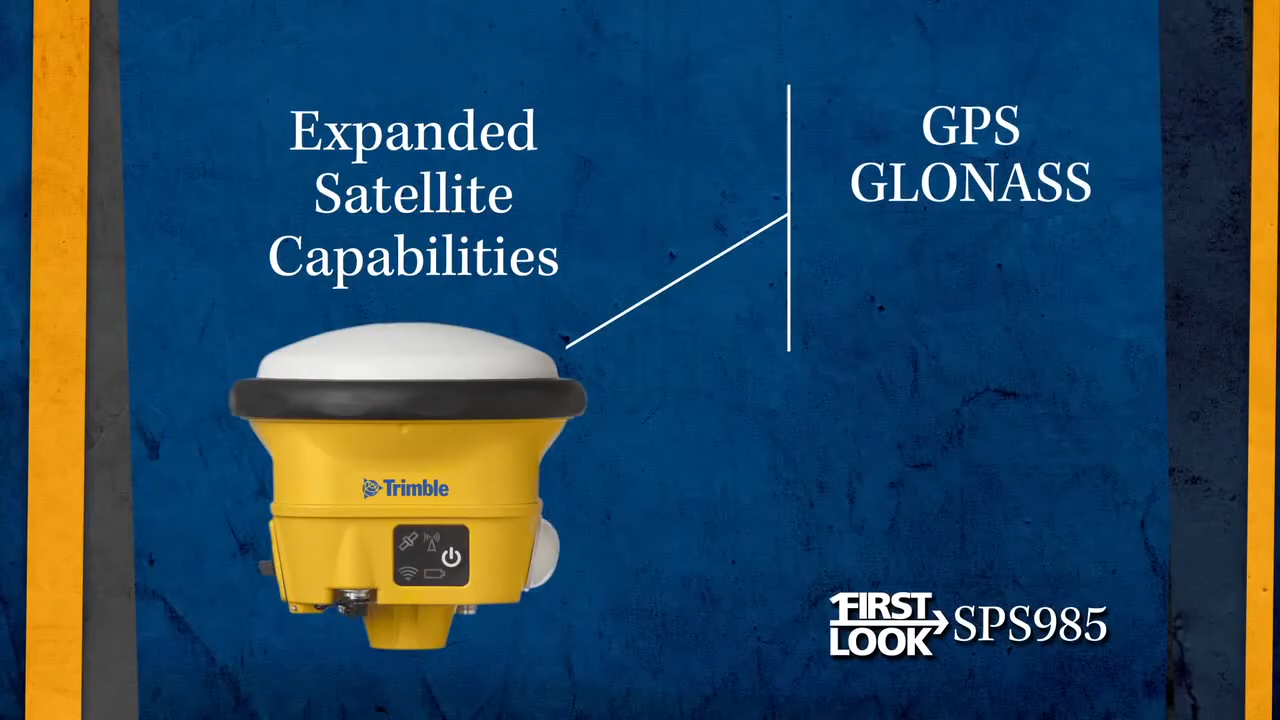 Expanded
Satellite
Capabilities
GPS
GLONASS
Trimble
FIRST
LOOK
SPS985